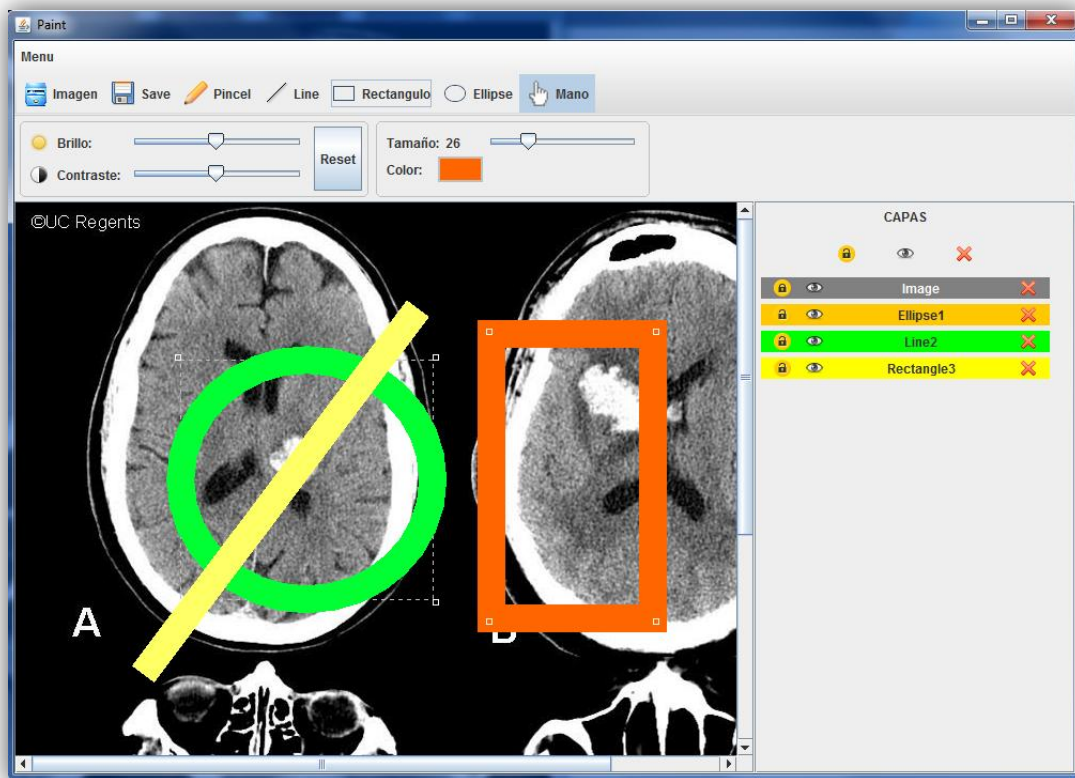 Paint
Menu
Imagen Save Pincel Line Rectangulo Ellipse Mano
Brillo:
Contraste:
Reset
Tamaño: 26
Color:
©UC Regents
A
B
CAPAS
Image
Ellipse1
Line2
Rectangle3